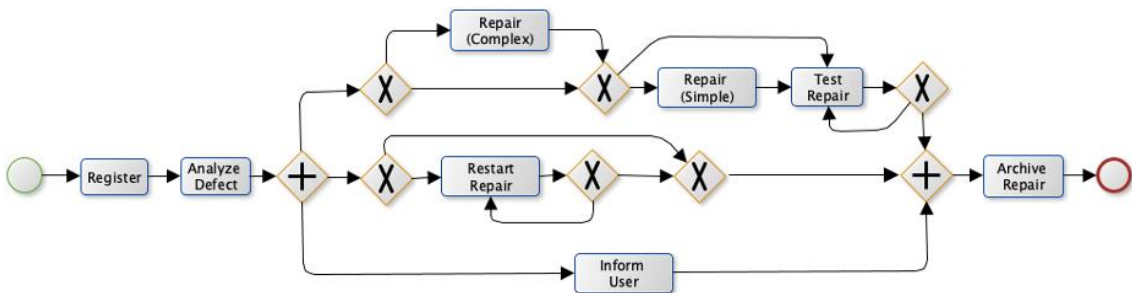 Repair
(Complex)
Repair
(Simple)
Test
Repair
Register
Analyze
Defect
Restart
Repair
Archive
Repair
Inform
User